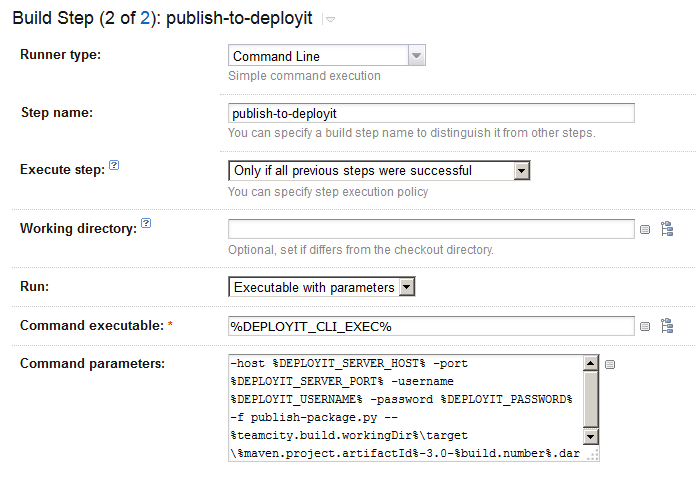 Build Step (2 of 2): publish-to-deployit
Runner type:
Command Line
Simple command execution
Step name:
publish-to-deployit
You can specify a build step name to distinguish it from other steps.
Execute step: ?
Only if all previous steps were successful
You can specify step execution policy
Working directory: ?
Optional, set if differs from the checkout directory.
Run:
Executable with parameters
Command executable: *
%DEPLOYIT_CLI_EXEC%
Command parameters:
-host %DEPLOYIT_SERVER_HOST% -port
%DEPLOYIT_SERVER_PORT% -username
%DEPLOYIT_USERNAME% -password %DEPLOYIT_PASSWORD%
-f publish-package.py --
%teamcity.build.workingDir%\target
\%maven.project.artifactId%-3.0-%build.number%.dar